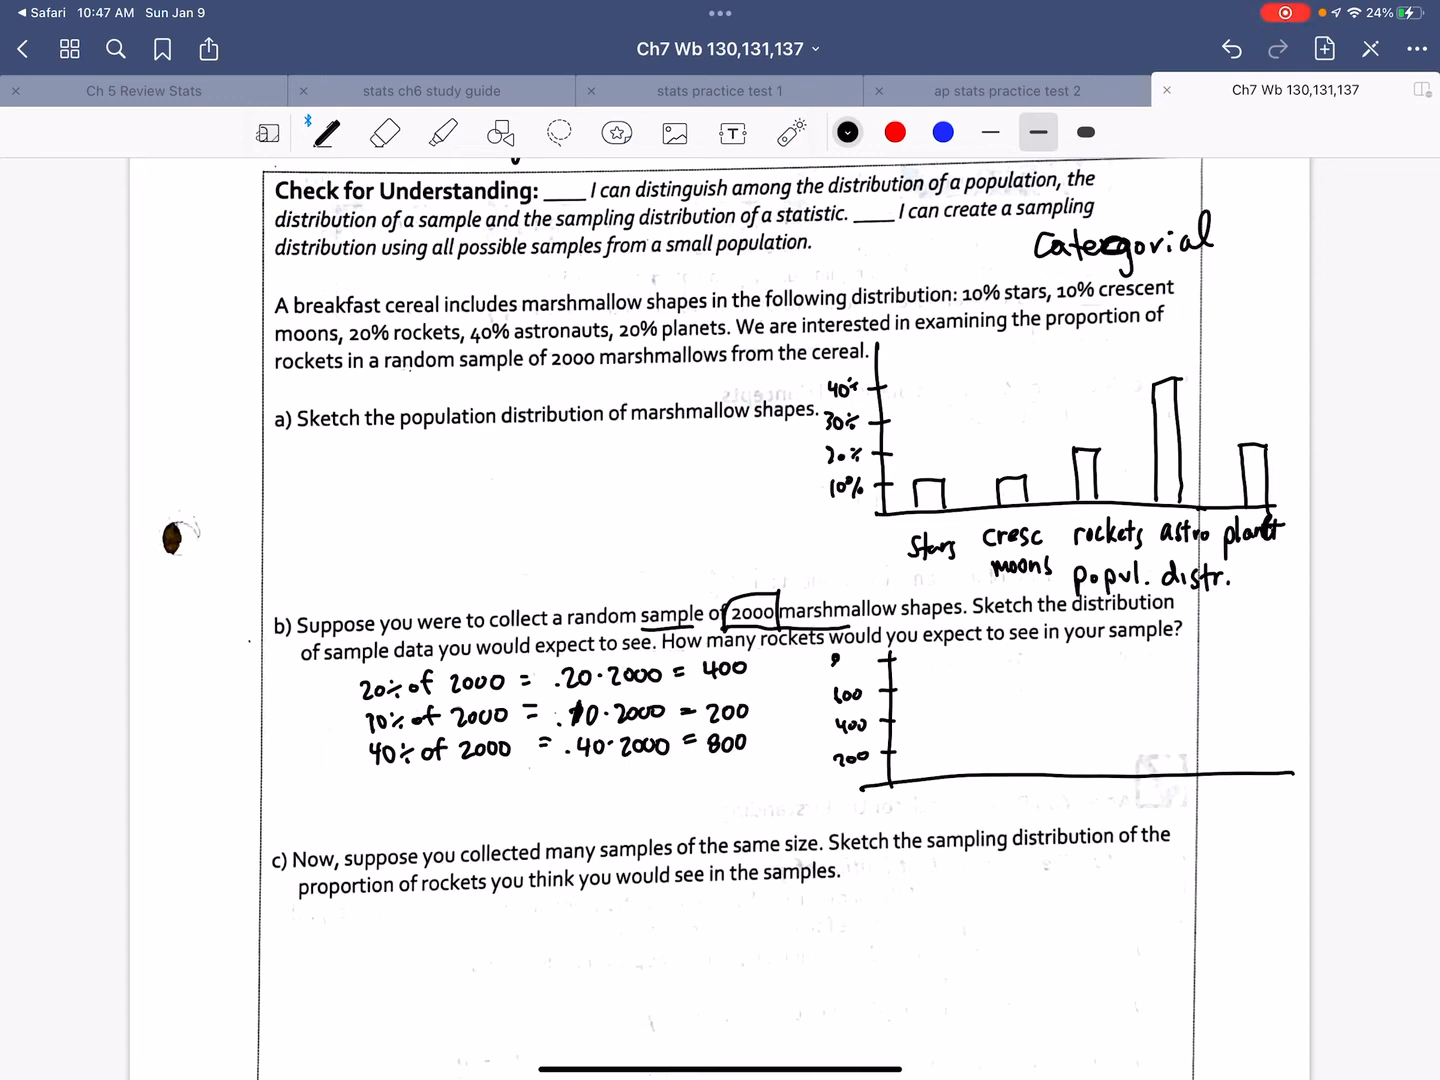 Safari 10:47 AM Sun Jan 9 24%
Ch7 Wb 130,131,137
Ch 5 Review Stats
stats ch6 study guide
stats practice test 1
ap stats practice test 2
Ch7 Wb 130,131,137
Check for Understanding: ____ I can distinguish among the distribution of a population, the
distribution of a sample and the sampling distribution of a statistic. ____ I can create a sampling
distribution using all possible samples from a small population.
Categorial
A breakfast cereal includes marshmallow shapes in the following distribution: 10% stars, 10% crescent
moons, 20% rockets, 40% astronauts, 20% planets. We are interested in examining the proportion of
rockets in a random sample of 2000 marshmallows from the cereal.
a) Sketch the population distribution of marshmallow shapes.
40%
30%
20%
10%
stars cresc moons rockets astro planet
popul. distr.
b) Suppose you were to collect a random sample of 2000 marshmallow shapes. Sketch the distribution
of sample data you would expect to see. How many rockets would you expect to see in your sample?
20% of 2000 = .20·2000 = 400
10% of 2000 = .10·2000 = 200
40% of 2000 = .40·2000 = 800
600
400
200
c) Now, suppose you collected many samples of the same size. Sketch the sampling distribution of the
proportion of rockets you think you would see in the samples.